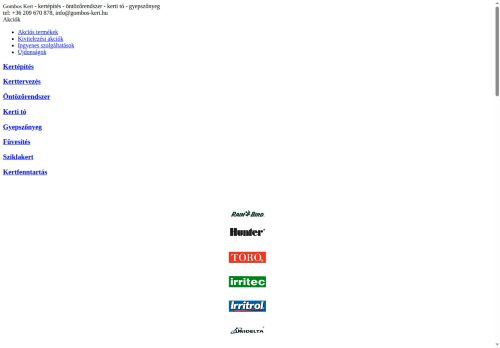 Gombos Kert - kertépítés - öntözőrendszer - kerti tó - gyepszőnyeg
tel: +36 209 670 878, info@gombos-kert.hu
Akciók
Akciós termékek
Kivitelezési akciók
Ingyenes szolgáltatások
Újdonságok
Kertépítés
Kerttervezés
Öntözőrendszer
Kerti tó
Gyepszőnyeg
Füvesítés
Sziklakert
Kertfenntartás
RAIN BIRD
Hunter
TORO
irritec
Irritrol